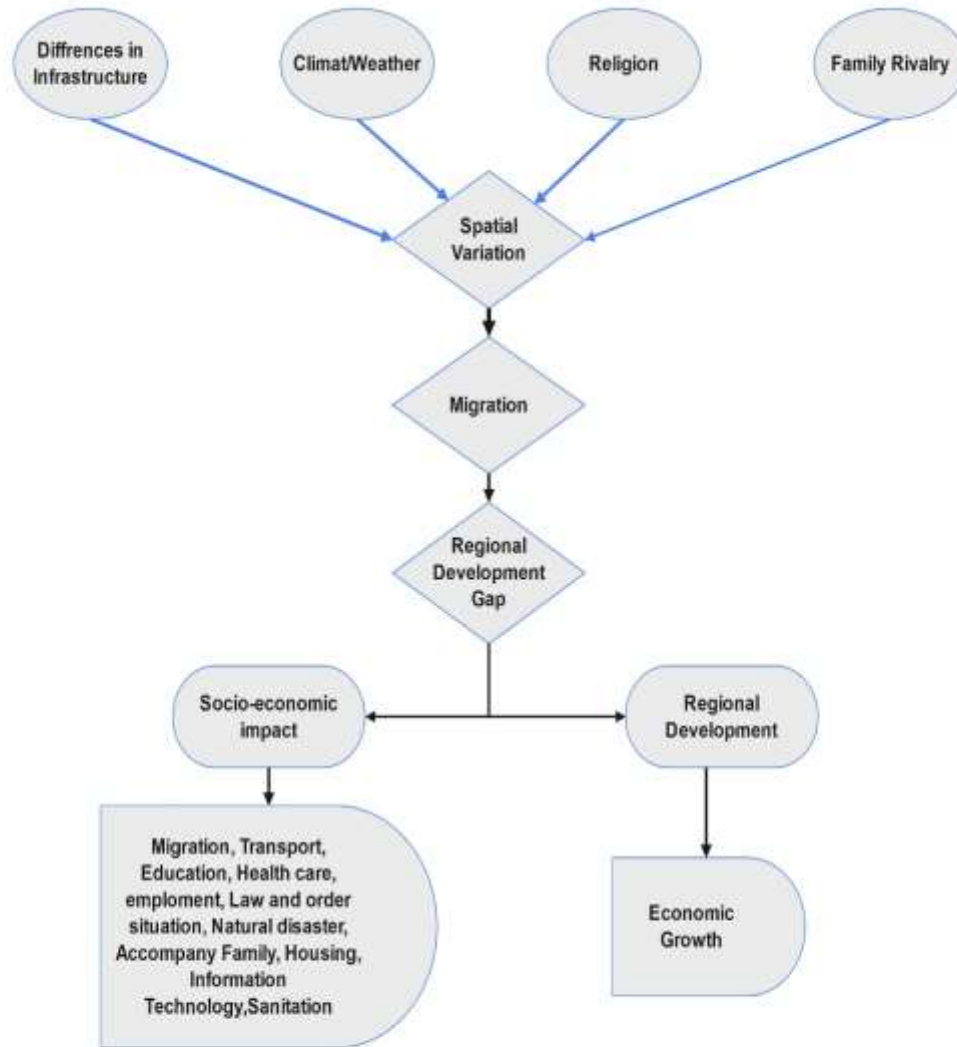 Diffrences in
Infrastructure
Climat/Weather
Religion
Family Rivalry
Spatial
Variation
Migration
Regional
Development
Gap
Socio-economic
impact
Regional
Development
Migration, Transport,
Education, Health care,
emploment, Law and order
situation, Natural disaster,
Accompany Family, Housing,
Information
Technology,Sanitation
Economic
Growth